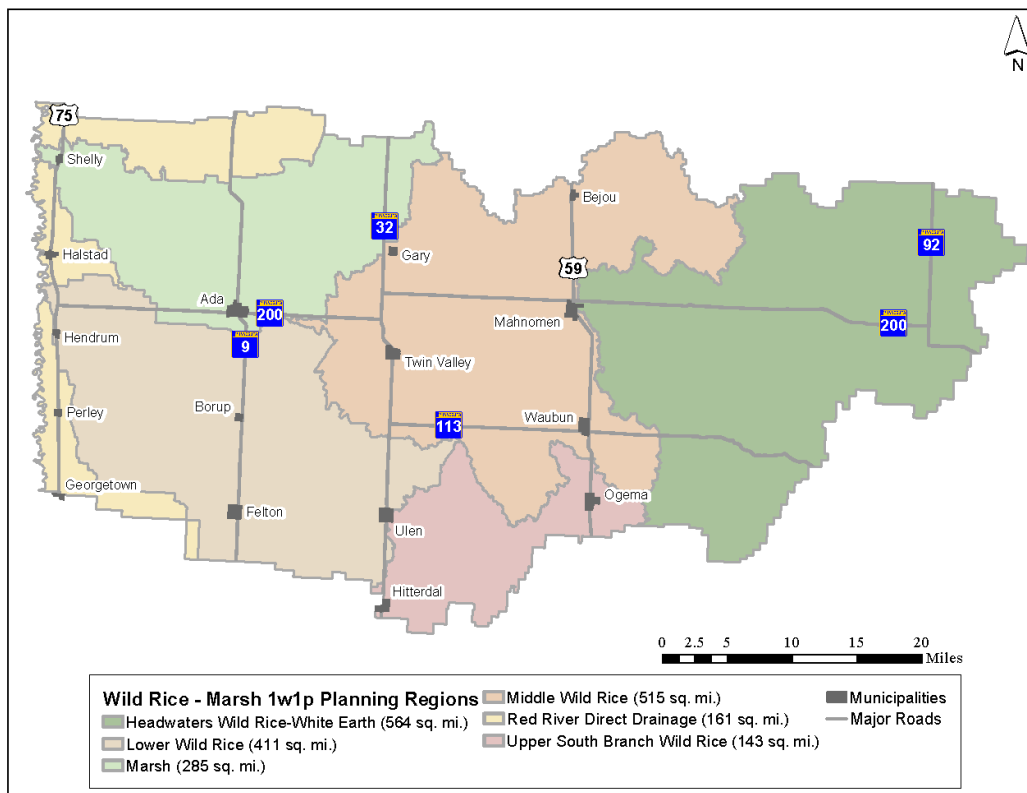 N
75
Shelly
Bejou
32
92
Halstad
Gary
59
Ada
200
Mahnomen
200
Hendrum
9
Twin Valley
Perley
Borup
113
Waubun
Georgetown
Felton
Ogema
Ulen
Hitterdal
0 2.5 5 10 15 20
Miles
Wild Rice - Marsh 1w1p Planning Regions
Headwaters Wild Rice-White Earth (564 sq. mi.)
Lower Wild Rice (411 sq. mi.)
Marsh (285 sq. mi.)
Middle Wild Rice (515 sq. mi.)
Red River Direct Drainage (161 sq. mi.)
Upper South Branch Wild Rice (143 sq. mi.)
Municipalities
Major Roads